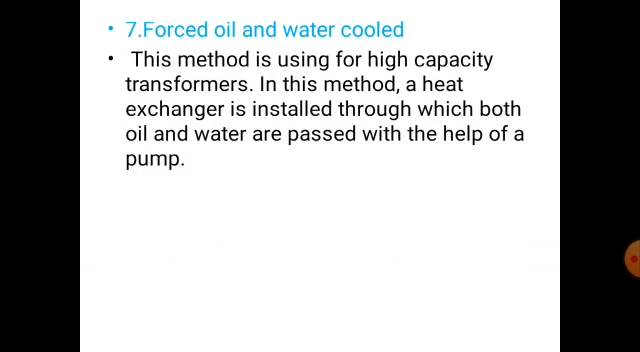 • 7.Forced oil and water cooled
• This method is using for high capacity
transformers. In this method, a heat
exchanger is installed through which both
oil and water are passed with the help of a
pump.